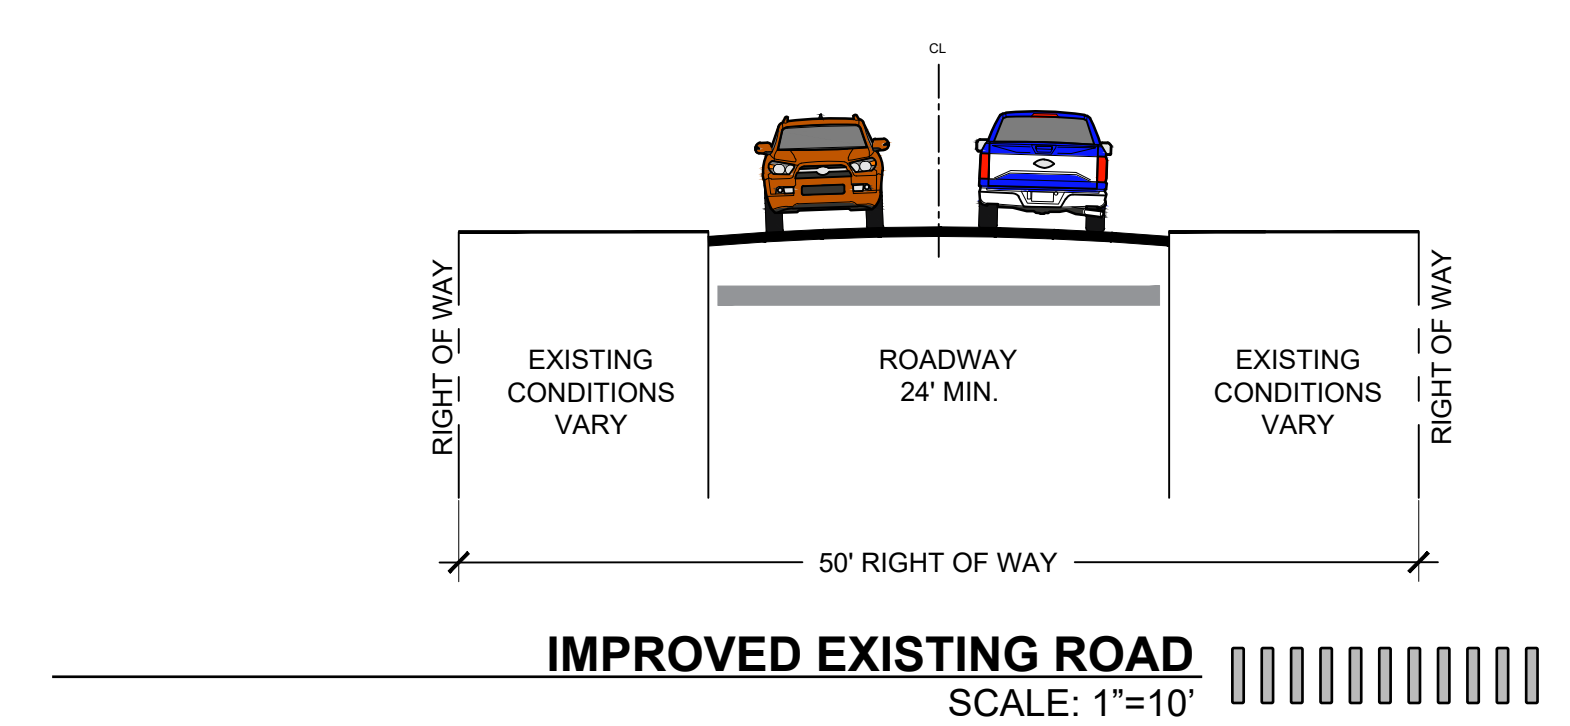 CL
RIGHT OF WAY
EXISTING
CONDITIONS
VARY
ROADWAY
24' MIN.
EXISTING
CONDITIONS
VARY
RIGHT OF WAY
50' RIGHT OF WAY
IMPROVED EXISTING ROAD
SCALE: 1”=10’